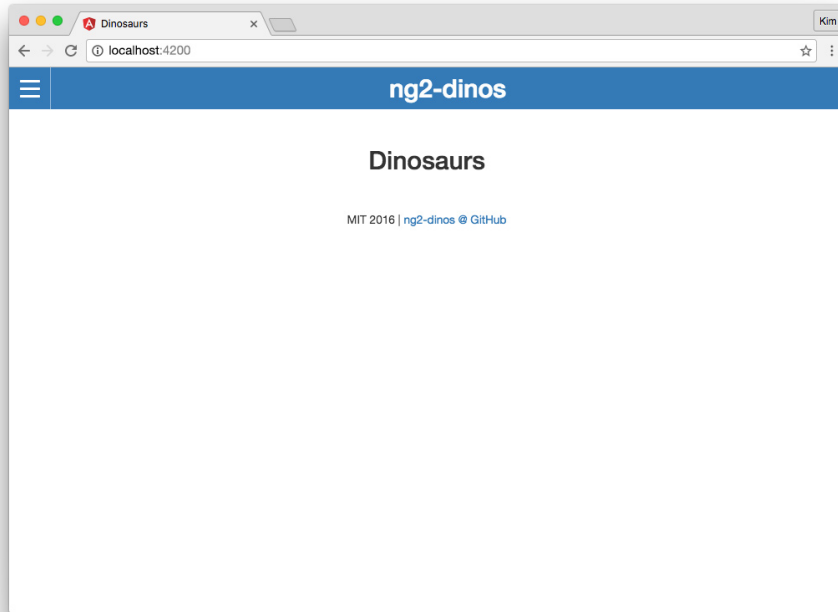 Dinosaurs
Kim
localhost:4200
ng2-dinos
Dinosaurs
MIT 2016 | ng2-dinos @ GitHub